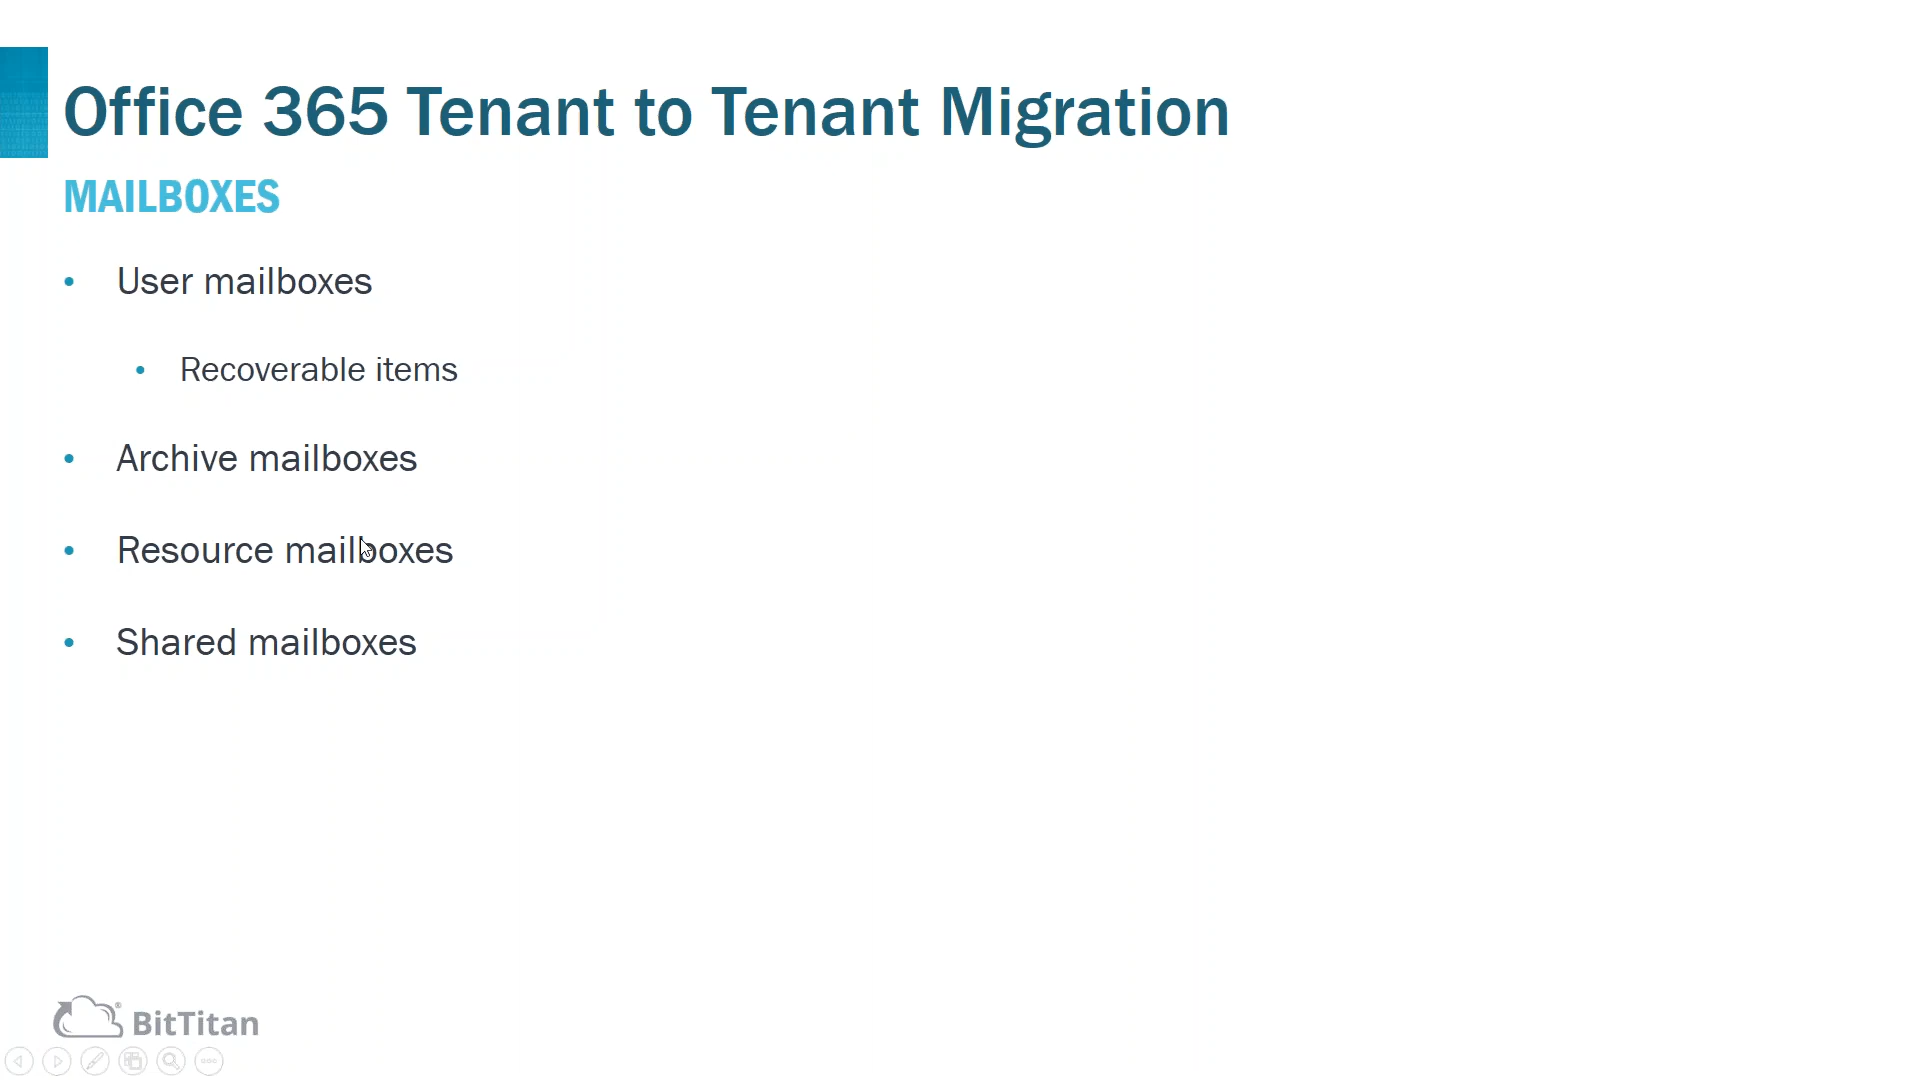 Office 365 Tenant to Tenant Migration
MAILBOXES
• User mailboxes
• Recoverable items
• Archive mailboxes
• Resource mailboxes
• Shared mailboxes
BitTitan